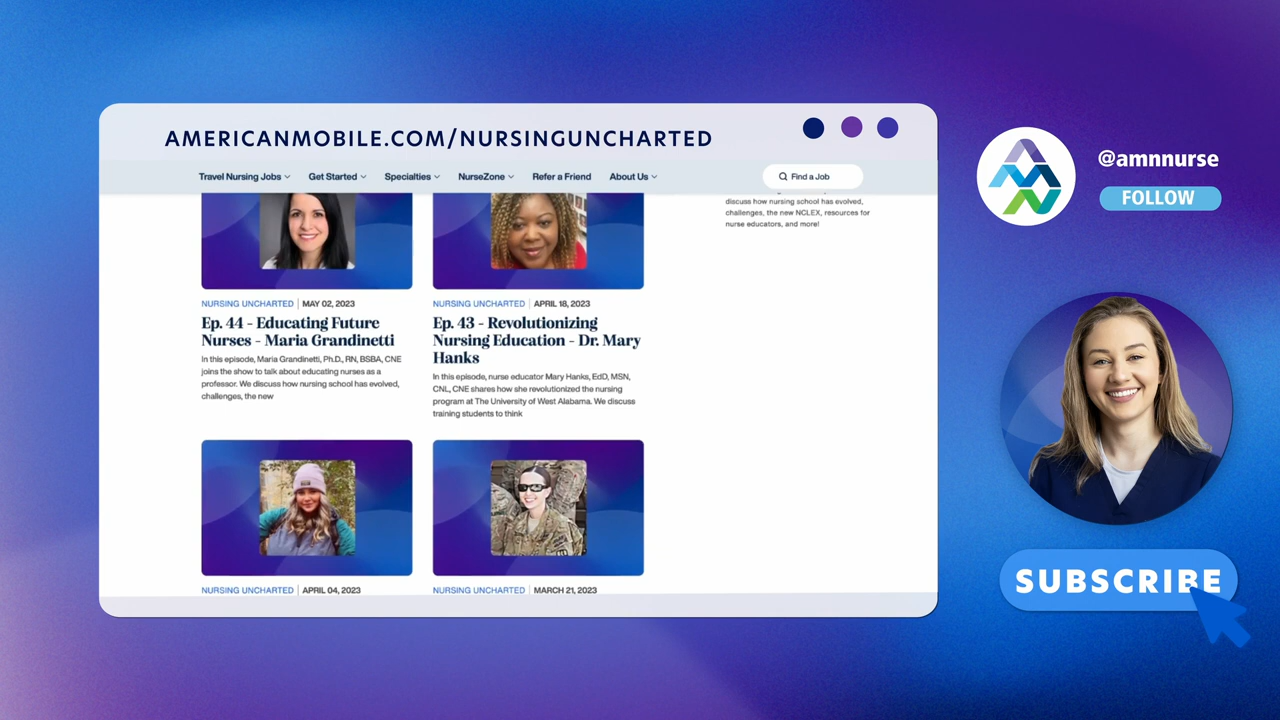 AMERICANMOBILE.COM/NURSINGUNCHARTED
Travel Nursing Jobs
Get Started
Specialties
NurseZone
Refer a Friend
About Us
Find a Job
discuss how nursing school has evolved,
challenges, the new NCLEX, resources for
nurse educators, and more!
NURSING UNCHARTED | MAY 02, 2023
Ep. 44 - Educating Future
Nurses - Maria Grandinetti
In this episode, Maria Grandinetti, Ph.D., RN, BSBA, CNE
joins the show to talk about educating nurses as a
professor. We discuss how nursing school has evolved,
challenges, the new
NURSING UNCHARTED | APRIL 18, 2023
Ep. 43 - Revolutionizing
Nursing Education - Dr. Mary
Hanks
In this episode, nurse educator Mary Hanks, EdD, MSN,
CNL, CNE shares how she revolutionized the nursing
program at The University of West Alabama. We discuss
training students to think
NURSING UNCHARTED | APRIL 04, 2023
NURSING UNCHARTED | MARCH 21, 2023
AMN
@amnnurse
FOLLOW
SUBSCRIBE